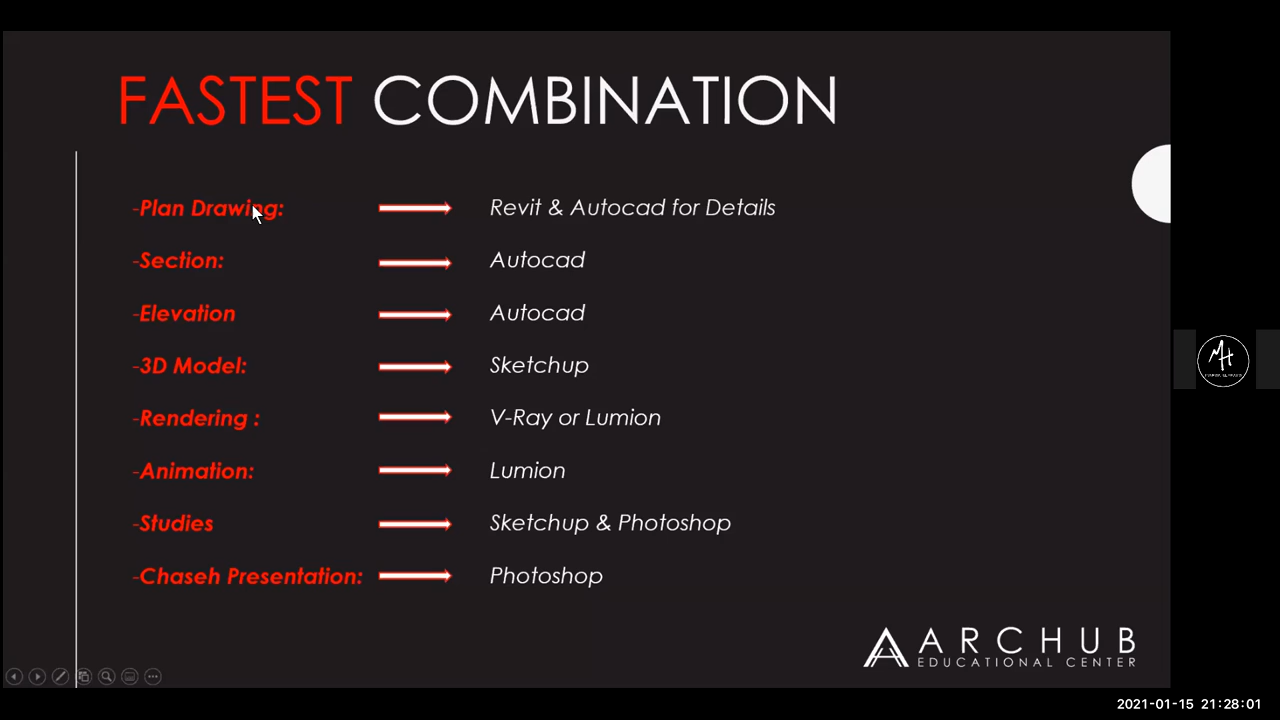 FASTEST COMBINATION
-Plan Drawing: Revit & Autocad for Details
-Section: Autocad
-Elevation Autocad
-3D Model: Sketchup
-Rendering : V-Ray or Lumion
-Animation: Lumion
-Studies Sketchup & Photoshop
-Chaseh Presentation: Photoshop
ARCHUB
EDUCATIONAL CENTER
MH
2021-01-15 21:28:01